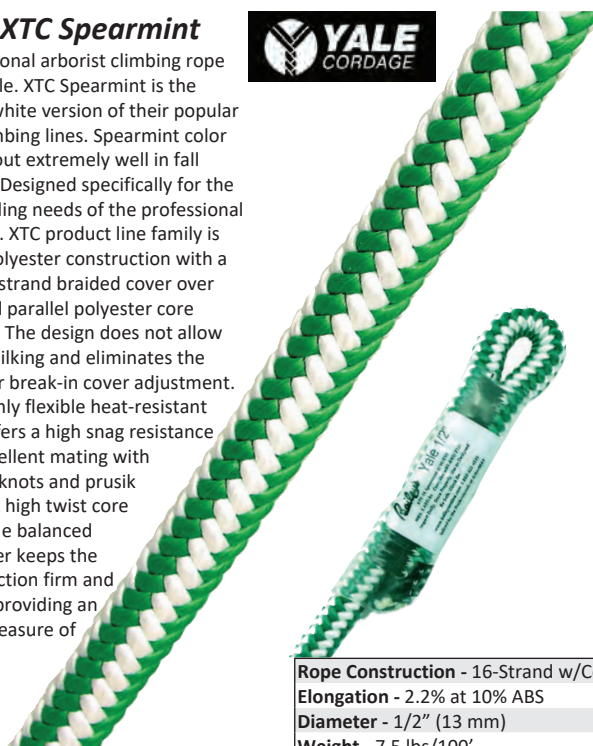 XTC Spearmint
YALE
CORDAGE
onal arborist climbing rope
le. XTC Spearmint is the
white version of their popular
mbing lines. Spearmint color
out extremely well in fall
Designed specifically for the
ling needs of the professional
. XTC product line family is
olyester construction with a
strand braided cover over
l parallel polyester core
The design does not allow
ilking and eliminates the
r break-in cover adjustment.
nly flexible heat-resistant
fers a high snag resistance
ellent mating with
knots and prusik
high twist core
e balanced
er keeps the
ction firm and
providing an
easure of
Yale 1/2"
Rope Construction - 16-Strand w/C
Elongation - 2.2% at 10% ABS
Diameter - 1/2” (13 mm)
Weight - 7.5 lbs/100’